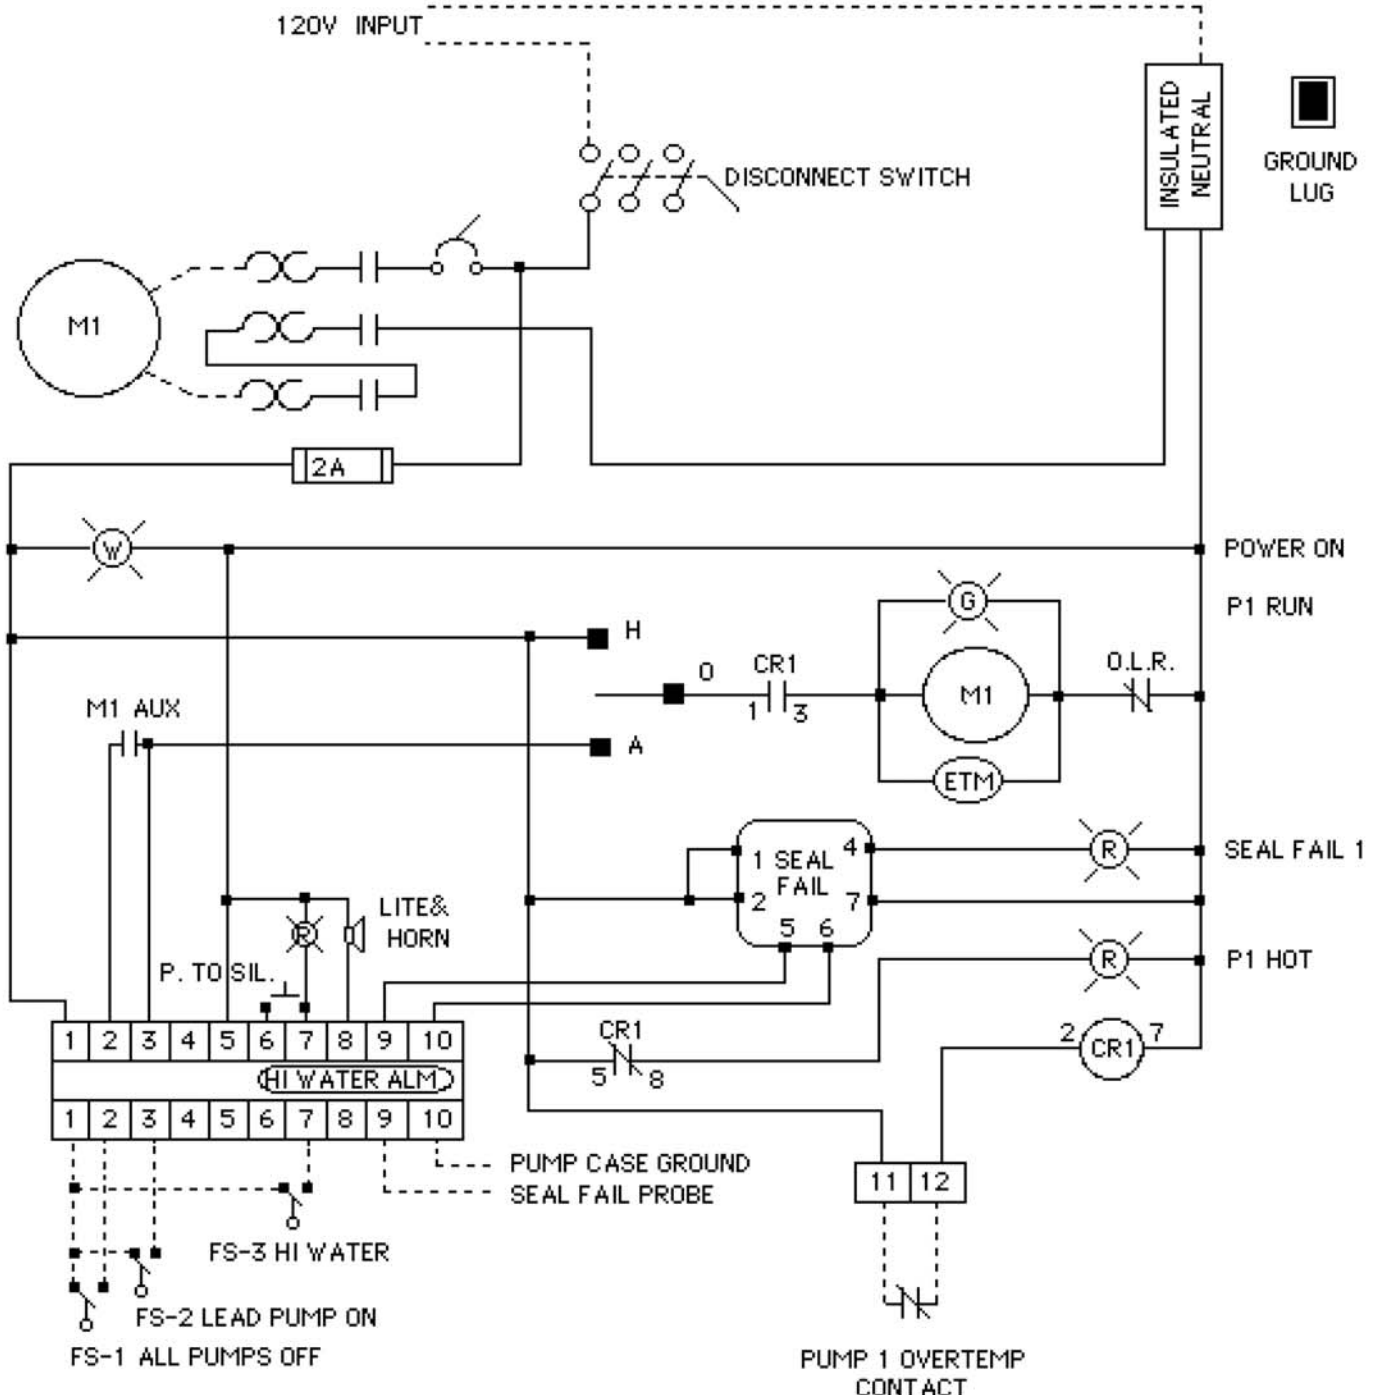 120V INPUT
INSULATED
NEUTRAL
GROUND
LUG
DISCONNECT SWITCH
M1
2A
W
POWER ON
G
P1 RUN
H
O
CR1
1 3
M1
O.L.R.
M1 AUX
A
ETM
1 SEAL 4
FAIL
2 7
5 6
R
SEAL FAIL 1
LITE&
HORN
R
P. TO SIL.
R
P1 HOT
CR1
5 8
2 CR1 7
1 2 3 4 5 6 7 8 9 10
HI WATER ALM
1 2 3 4 5 6 7 8 9 10
PUMP CASE GROUND
SEAL FAIL PROBE
11 12
FS-3 HI WATER
FS-2 LEAD PUMP ON
FS-1 ALL PUMPS OFF
PUMP 1 OVERTEMP
CONTACT